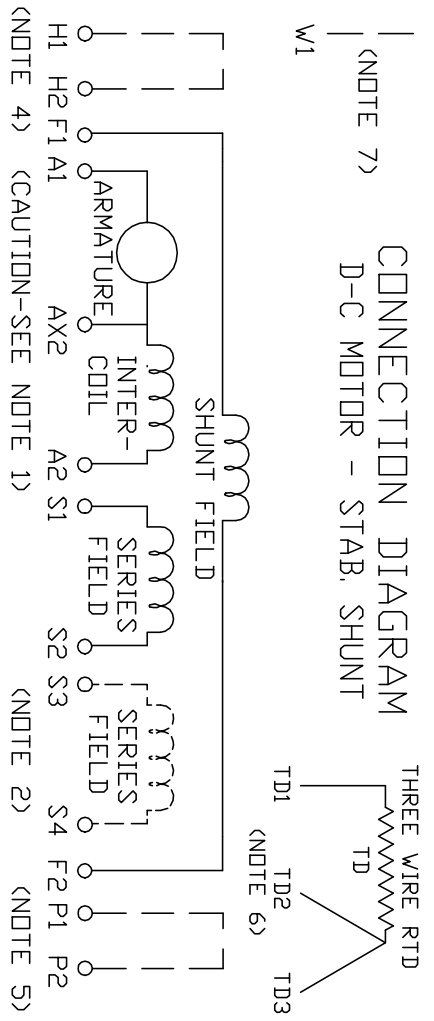 CONNECTION DIAGRAM
D-C MOTOR - STAB. SHUNT
THREE WIRE RTD
TD
TD1 TD2 TD3
(NOTE 6)
W1
(NOTE 7)
SHUNT FIELD
ARMATURE
INTER-
COIL
SERIES
FIELD
SERIES
FIELD
H1 H2 F1 A1 AX2 A2 S1 S2 S3 S4 F2 P1 P2
(NOTE 4) (CAUTION-SEE NOTE 1) (NOTE 2) (NOTE 5)